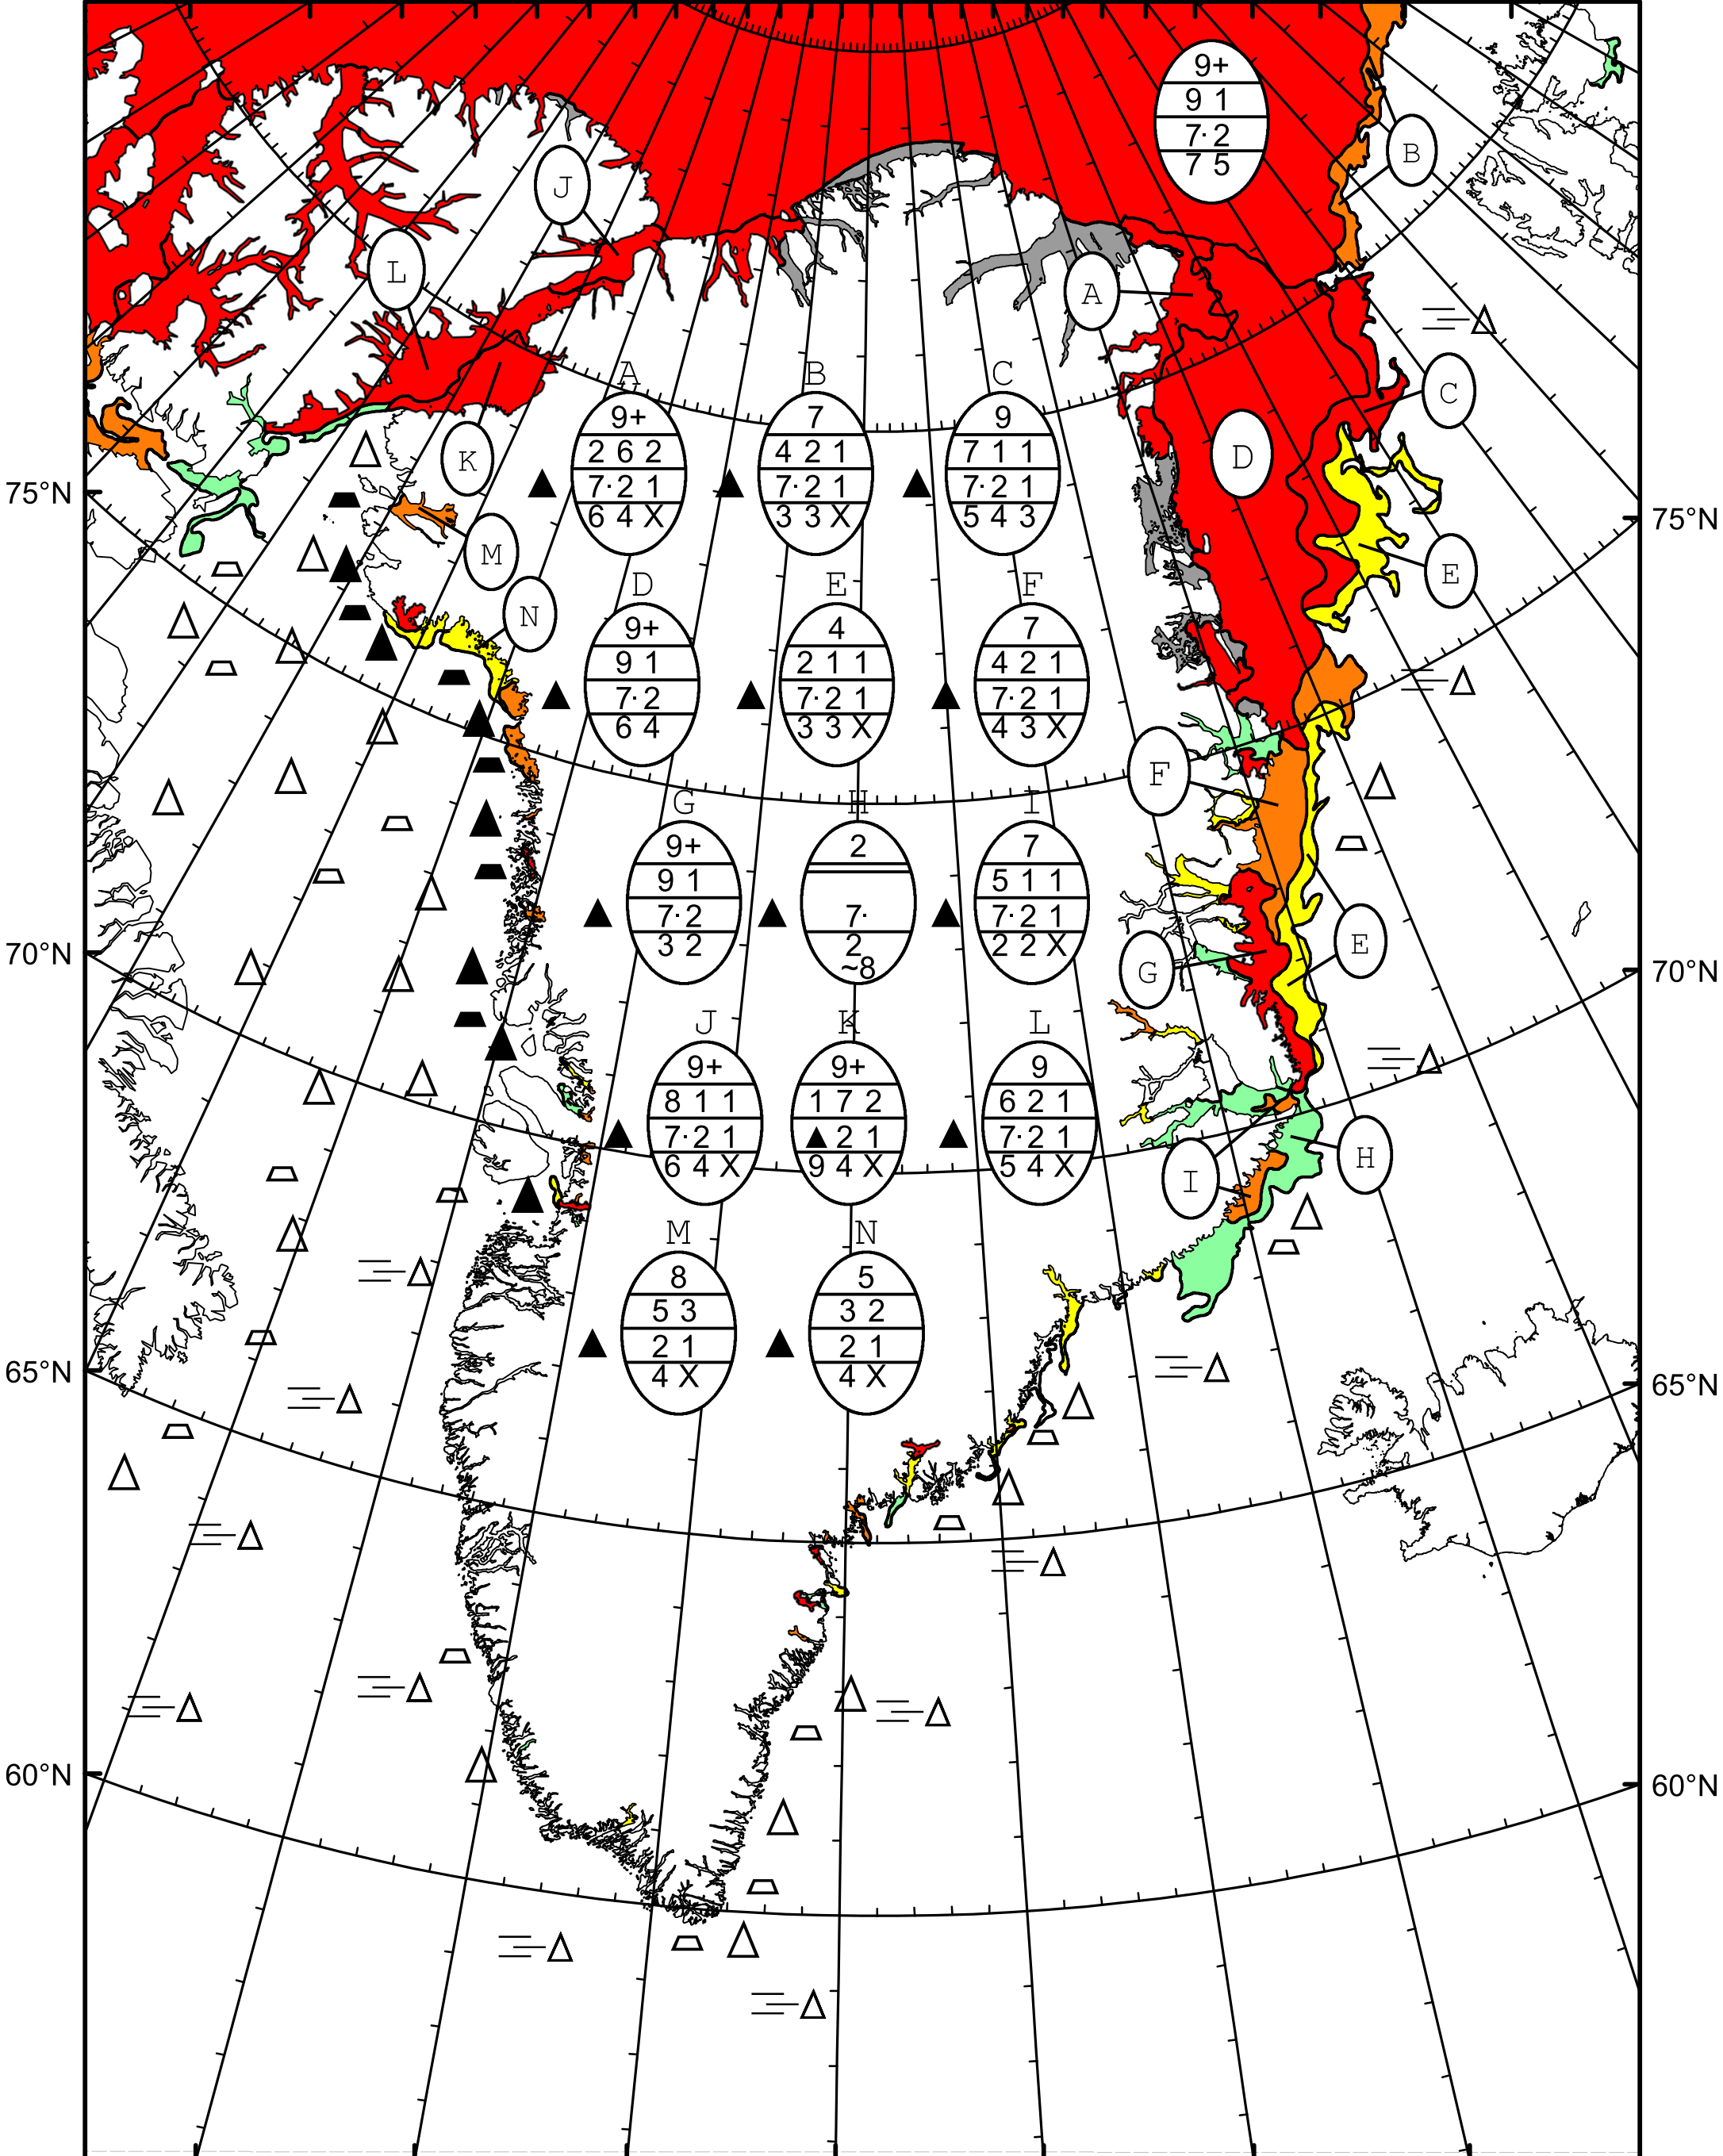 9+
9 1
7· 2
7 5
B
J
L
A
C
A B C
75°N
K
9+ 7 9
2 6 2 4 2 1 7 1 1
7· 2 1 7· 2 1 7· 2 1
6 4 X 3 3 X 5 4 3
D
75°N
M
E
D E F
N
9+ 4 7
9 1 2 1 1 4 2 1
7· 2 7· 2 1 7· 2 1
6 4 3 3 X 4 3 X
F
G H I
9+ 2 7
9 1 5 1 1
7· 2 7· 7· 2 1
3 2 2 2 2 X
~8
E
70°N
G
70°N
J K L
9+ 9+ 9
8 1 1 1 7 2 6 2 1
7· 2 1 ▲ 2 1 7· 2 1
6 4 X 9 4 X 5 4 X
H
I
M N
8 5
5 3 3 2
2 1 2 1
4 X 4 X
65°N
65°N
60°N
60°N